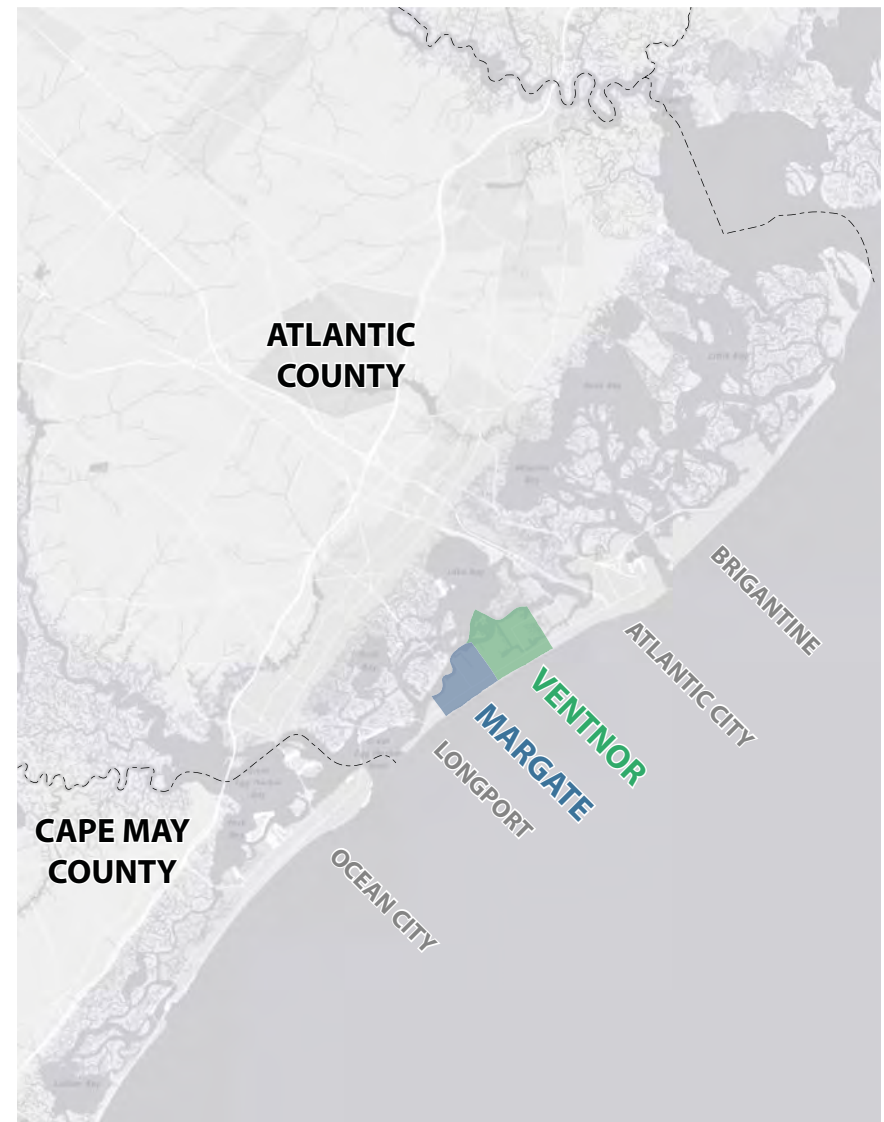 ATLANTIC
COUNTY
BRIGANTINE
ATLANTIC CITY
VENTNOR
MARGATE
LONGPORT
CAPE MAY
COUNTY
OCEAN CITY